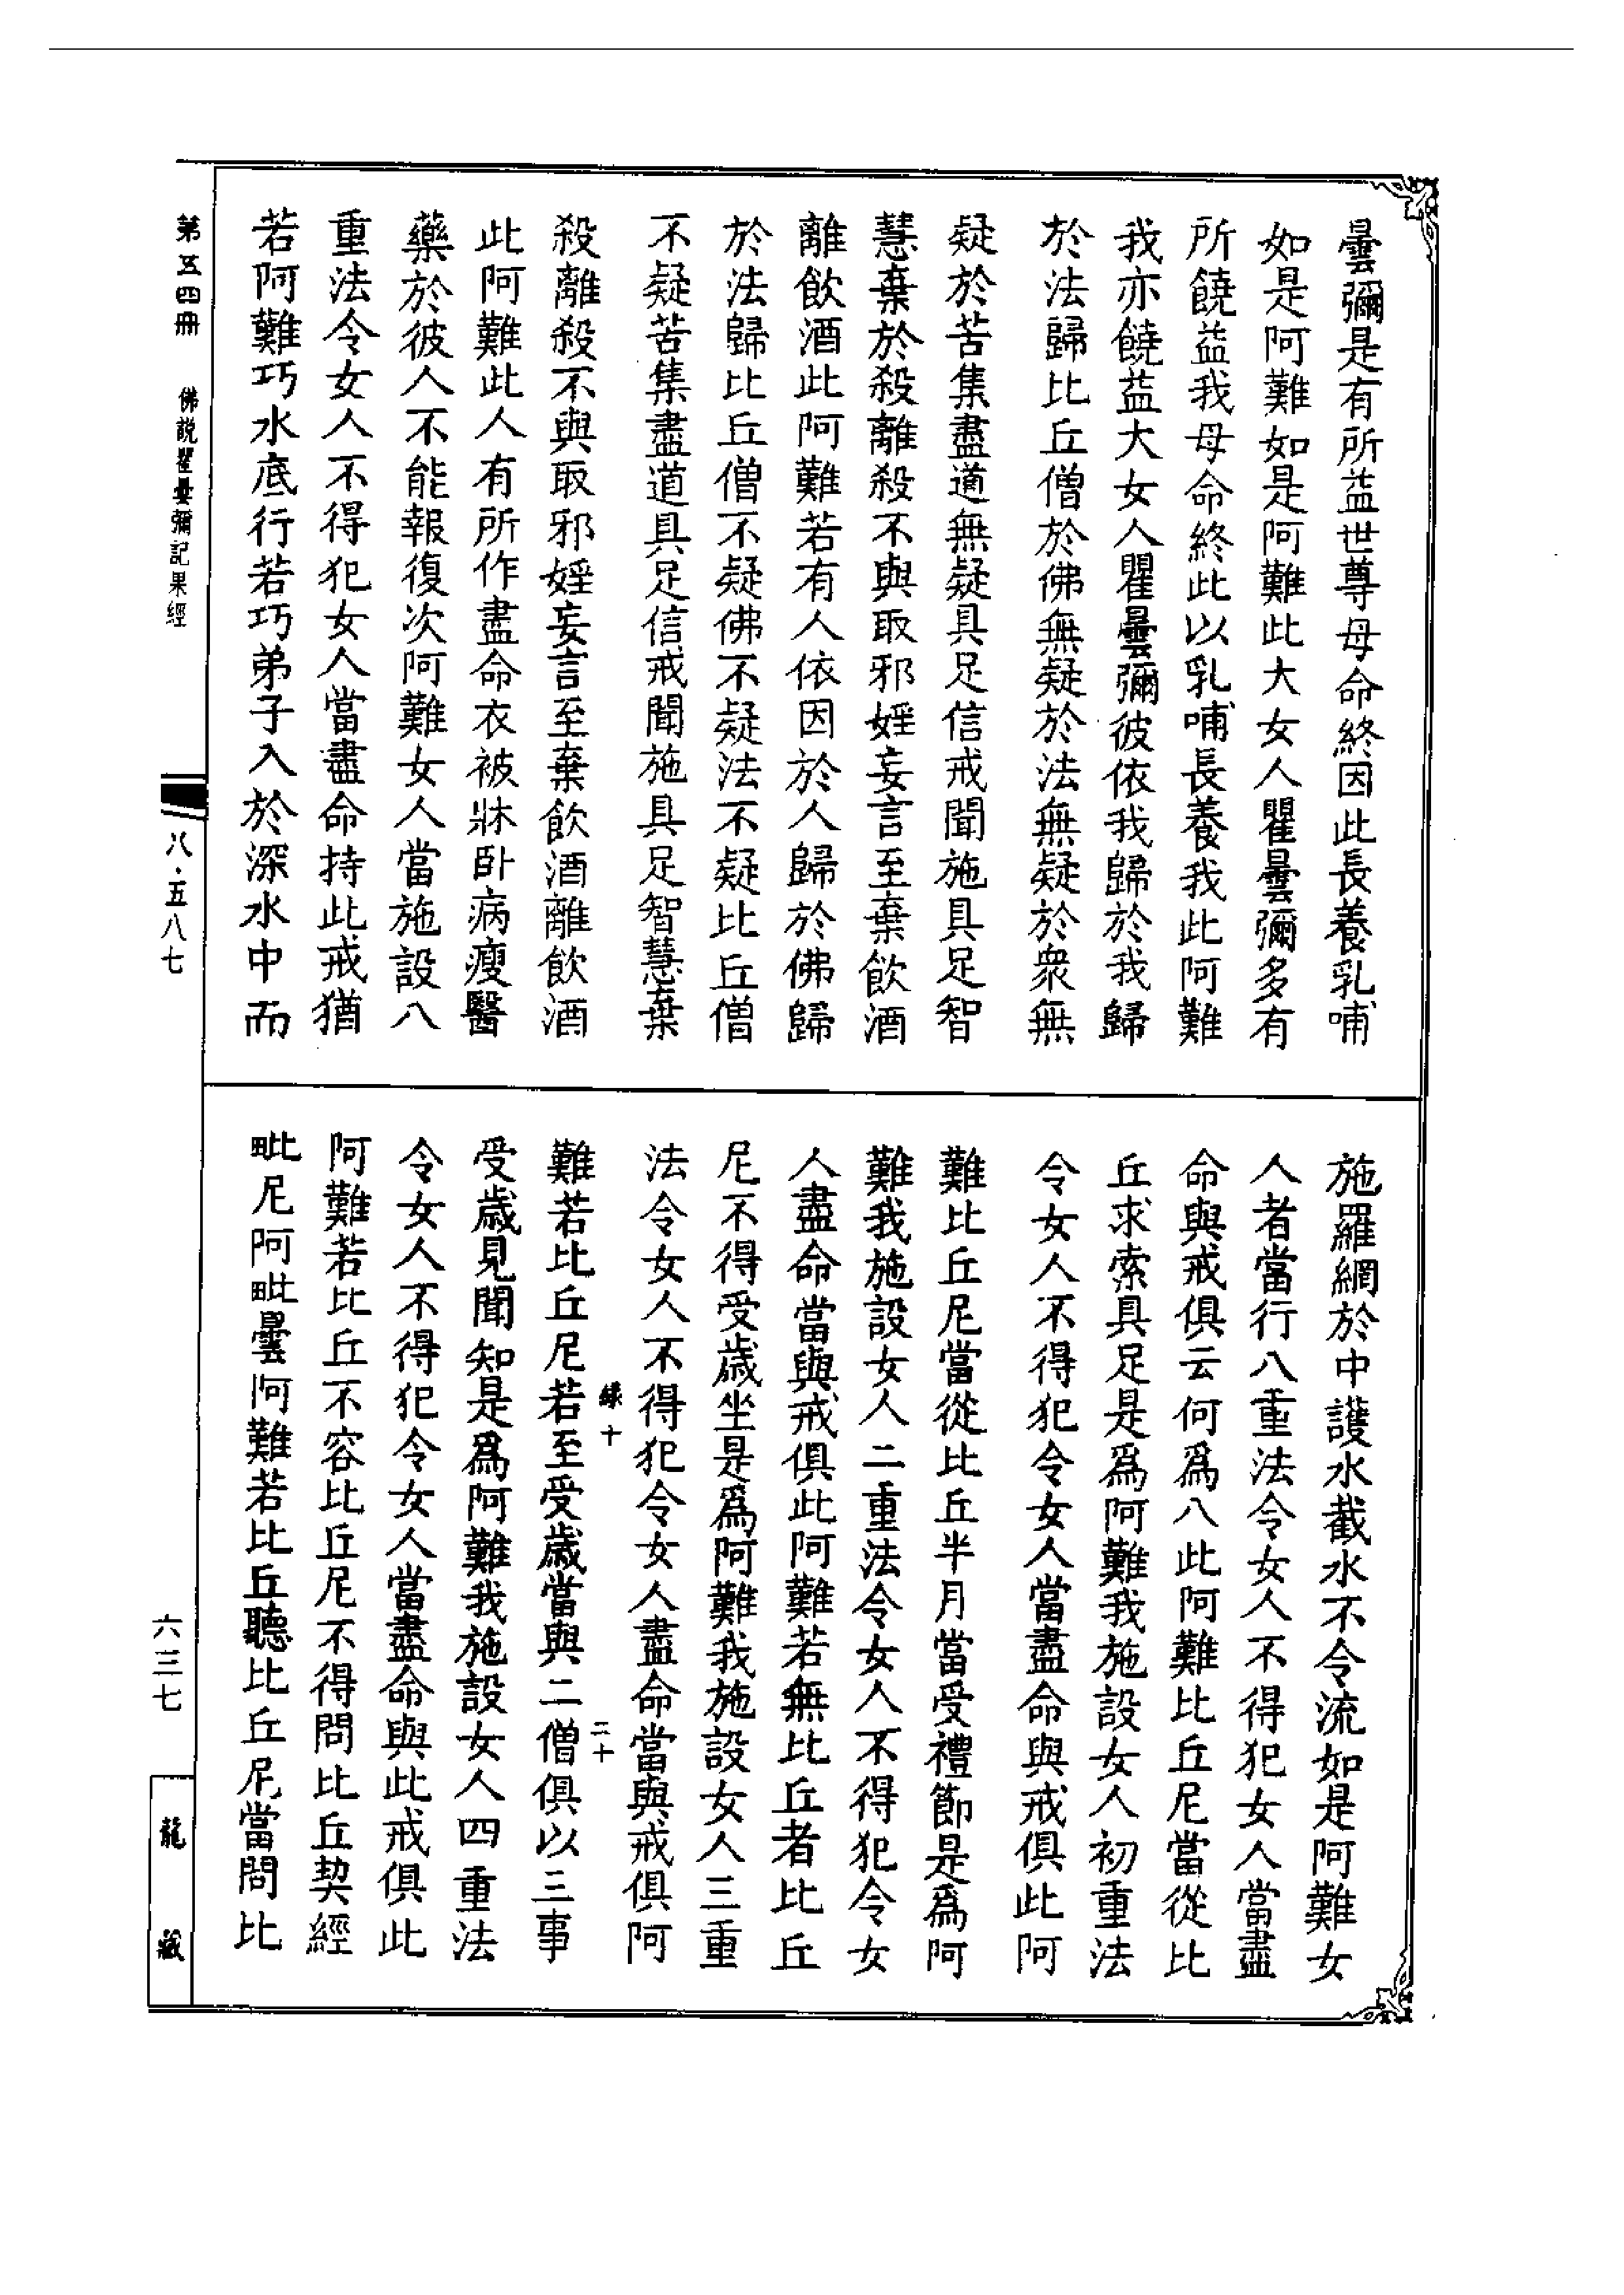 曇彌是有所益世尊母命終因此長養乳哺
如是阿難如是阿難此大女人瞿曇彌多有
所饒益我母命終此以乳哺長養我此阿難
我亦饒益大女人瞿曇彌彼依我歸於我歸
於法歸比丘僧於佛無疑於法無疑於衆無
疑於苦集盡道無疑具足信戒聞施具足智
慧棄於殺離殺不與取邪婬妄言至棄飲酒
離飲酒此阿難若有人依因於人歸於佛歸
於法歸比丘僧不疑佛不疑法不疑比丘僧
不疑苦集盡道具足信戒聞施具足智慧棄
殺離殺不與取邪婬妄言至棄飲酒離飲酒
此阿難此人有所作盡命衣被牀卧病瘦醫
藥於彼人不能報復次阿難女人當施設八
重法令女人不得犯女人當盡命持此戒猶
若阿難巧水底行若巧弟子入於深水中而
施羅網於中護水截水不令流如是阿難女
人者當行八重法令女人不得犯女人當盡
命與戒俱云何爲八此阿難比丘尼當從比
丘求索具足是爲阿難我施設女人初重法
令女人不得犯令女人當盡命與戒俱此阿
難比丘尼當從比丘半月當受禮節是爲阿
難我施設女人二重法令女人不得犯令女
人盡命當與戒俱此阿難若無比丘者比丘
尼不得受歲坐是爲阿難我施設女人三重
法令女人不得犯令女人盡命當與戒俱阿
難若比丘尼若至受歲當與二僧俱以三事
受歲見聞知是爲阿難我施設女人四重法
令女人不得犯令女人當盡命與此戒俱此
阿難若比丘不容比丘尼不得問比丘契經
毗尼阿毗曇阿難若比丘聽比丘尼當問比
十
二十
第五四冊
佛説瞿曇彌記果經
八·五八七
六三七
龍藏